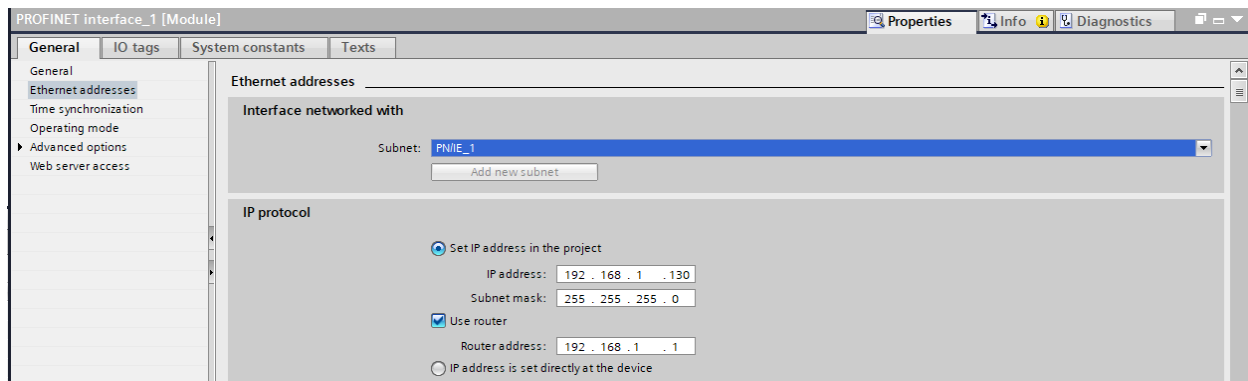 PROFINET interface_1 [Module]
Properties
Info
Diagnostics
General
IO tags
System constants
Texts
General
Ethernet addresses
Time synchronization
Operating mode
Advanced options
Web server access
Ethernet addresses
Interface networked with
Subnet: PN/IE_1
Add new subnet
IP protocol
Set IP address in the project
IP address: 192 . 168 . 1 . 130
Subnet mask: 255 . 255 . 255 . 0
Use router
Router address: 192 . 168 . 1 . 1
IP address is set directly at the device